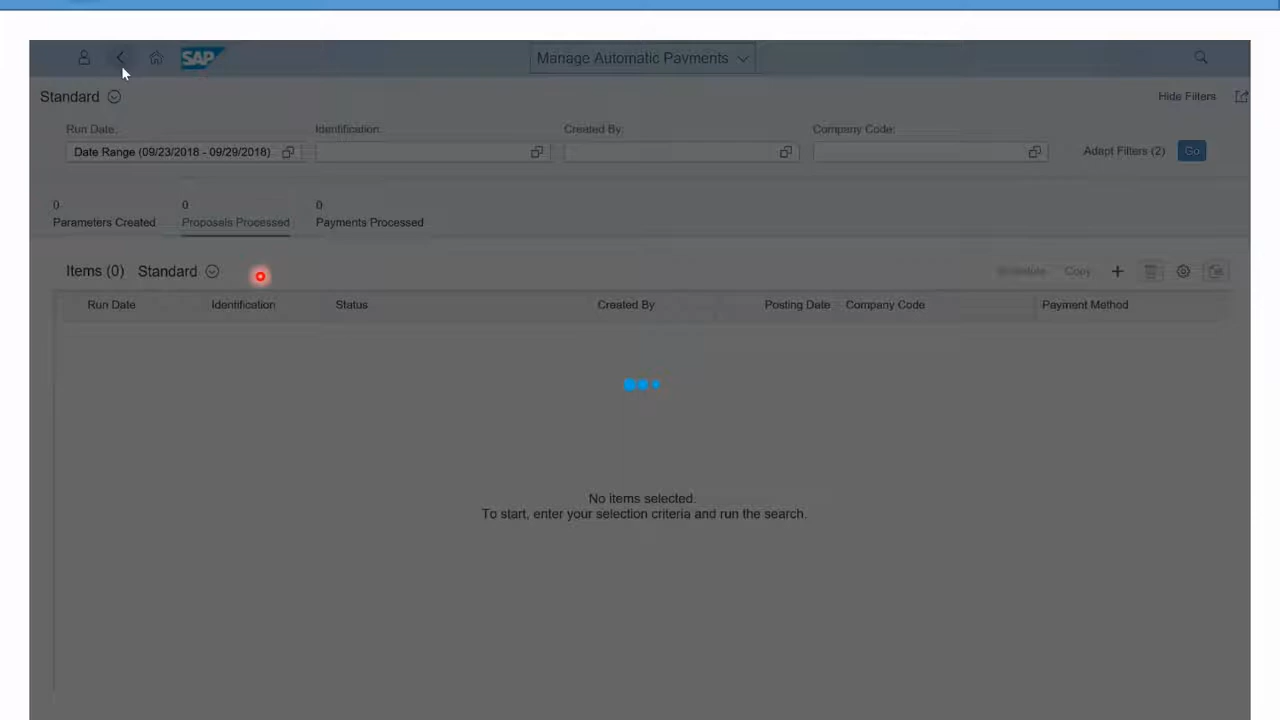 SAP
Manage Automatic Payments
Standard
Hide Filters
Run Date:
Identification:
Created By:
Company Code:
Date Range (09/23/2018 - 09/29/2018)
Adapt Filters (2)
Go
0
0
0
Parameters Created
Proposals Processed
Payments Processed
Items (0) Standard
Schedule
Copy
Run Date
Identification
Status
Created By
Posting Date
Company Code
Payment Method
No items selected.
To start, enter your selection criteria and run the search.